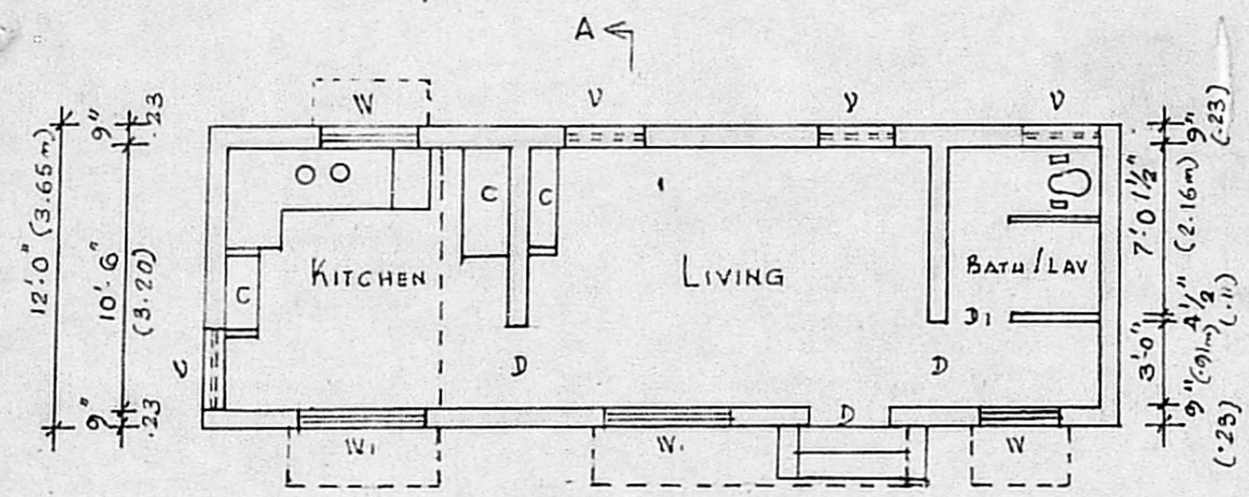 A
W
V
V
V
12'.0" (3.65m)
9"
.23
10'.6"
(3.20)
9"
.23
C
C
C
KITCHEN
LIVING
BATH/LAV
D
D
D1
D
W1
W.
W
9"
(.23)
7'.0 1/2"
(2.16m)
4 1/2"
(.11)
3'.0"
(.91m)
9"
(.23)